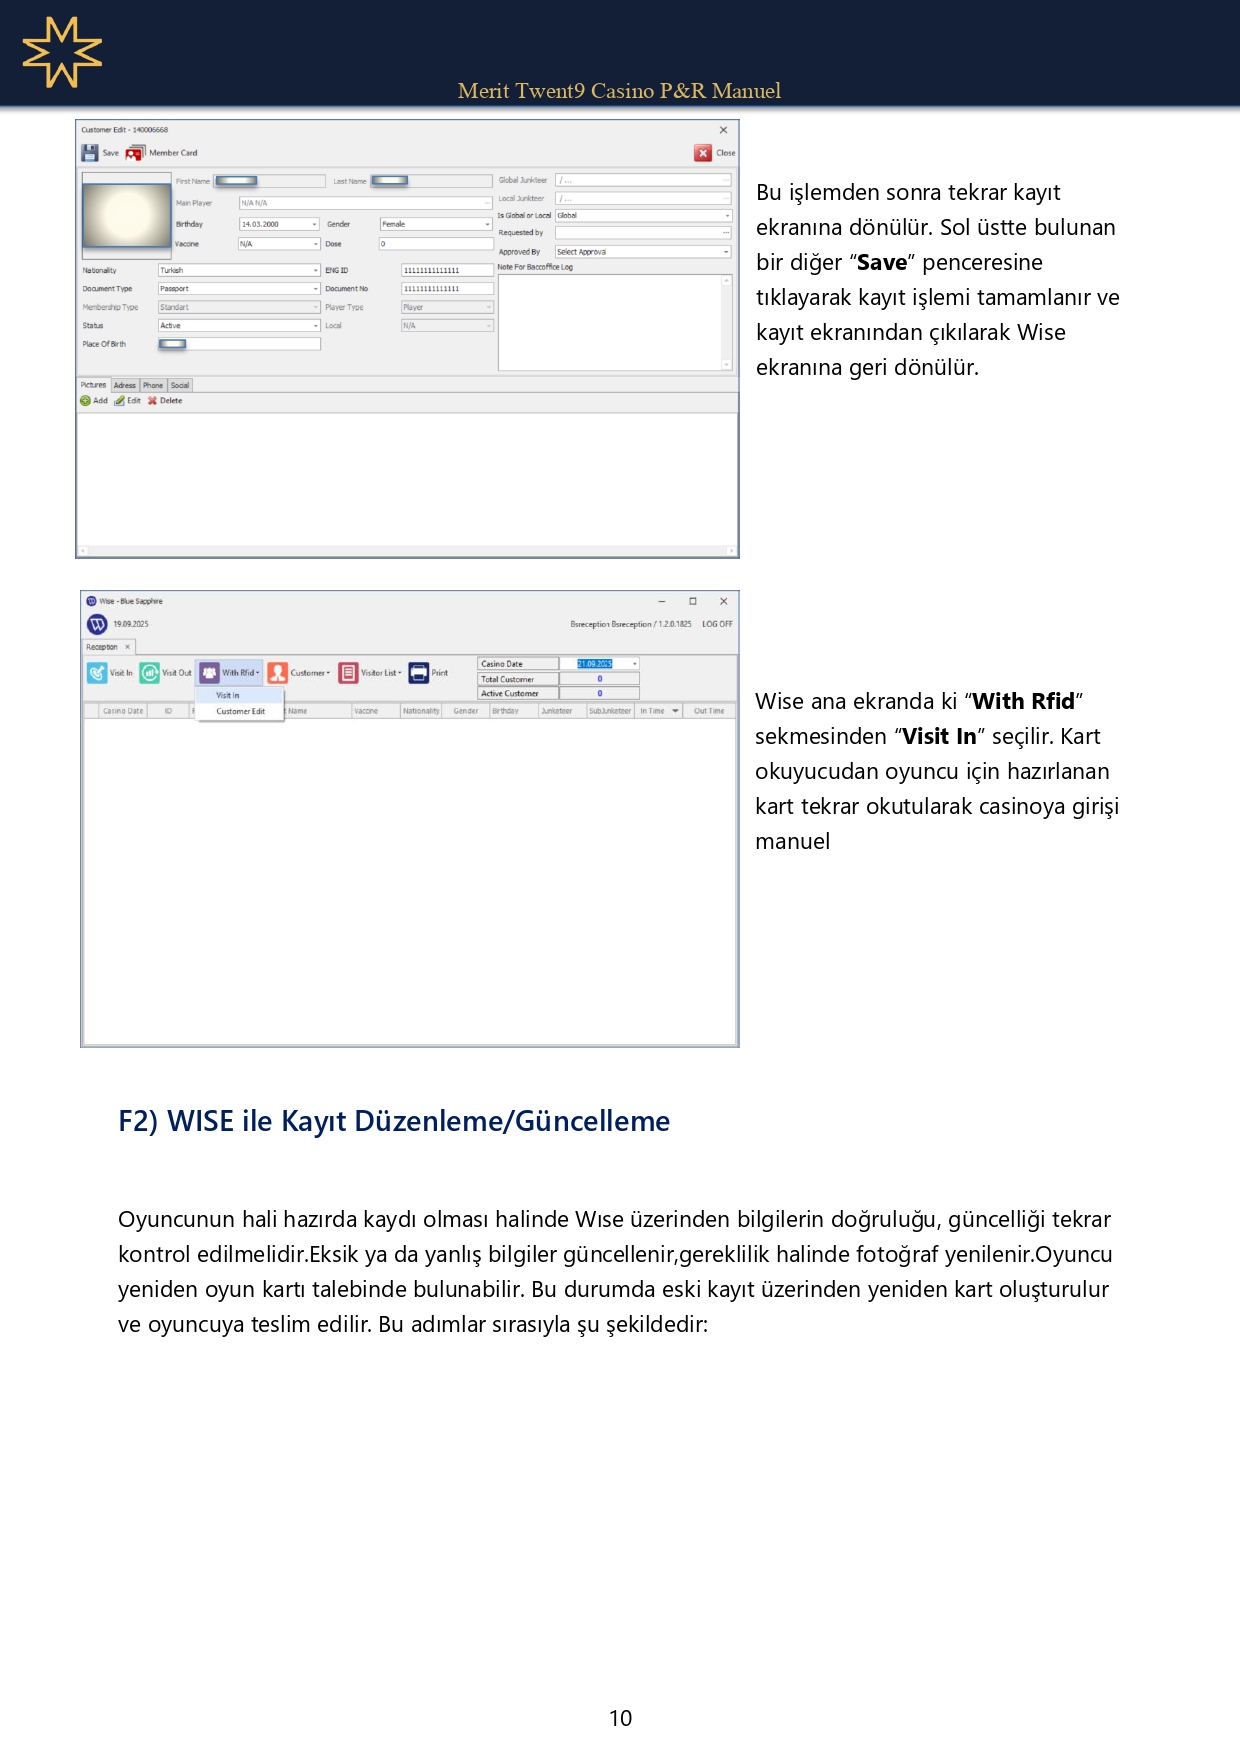 Merit Twent9 Casino P&R Manuel
Customer Edit - 140006668
Save Member Card Close
First Name Last Name Global Junkteer / ...
Main Player N/A N/A Local Junkteer / ...
Birthday 14.03.2000 Gender Female Is Global or Local Global
Requested by
Vaccine N/A Dose 0 Approved By Select Approval
Nationality Turkish ENG ID 11111111111111 Note For Baccoffice Log
Document Type Passport Document No 11111111111111
Membership Type Standart Player Type Player
Status Active Local N/A
Place Of Birth
Pictures Adress Phone Social
Add Edit Delete
Bu işlemden sonra tekrar kayıt
ekranına dönülür. Sol üstte bulunan
bir diğer “Save” penceresine
tıklayarak kayıt işlemi tamamlanır ve
kayıt ekranından çıkılarak Wise
ekranına geri dönülür.
Wise - Blue Sapphire
19.09.2025 Bsreception Bsreception / 1.2.0.1825 LOG OFF
Reception
Visit In Visit Out With Rfid Customer Visitor List Print
Casino Date 21.09.2025
Total Customer 0
Active Customer 0
Visit In
Customer Edit
Casino Date ID t Name Vaccine Nationality Gender Birthday Junketeer SubJunketeer In Time Out Time
Wise ana ekranda ki “With Rfid”
sekmesinden “Visit In” seçilir. Kart
okuyucudan oyuncu için hazırlanan
kart tekrar okutularak casinoya girişi
manuel
F2) WISE ile Kayıt Düzenleme/Güncelleme
Oyuncunun hali hazırda kaydı olması halinde Wıse üzerinden bilgilerin doğruluğu, güncelliği tekrar
kontrol edilmelidir.Eksik ya da yanlış bilgiler güncellenir,gereklilik halinde fotoğraf yenilenir.Oyuncu
yeniden oyun kartı talebinde bulunabilir. Bu durumda eski kayıt üzerinden yeniden kart oluşturulur
ve oyuncuya teslim edilir. Bu adımlar sırasıyla şu şekildedir:
10